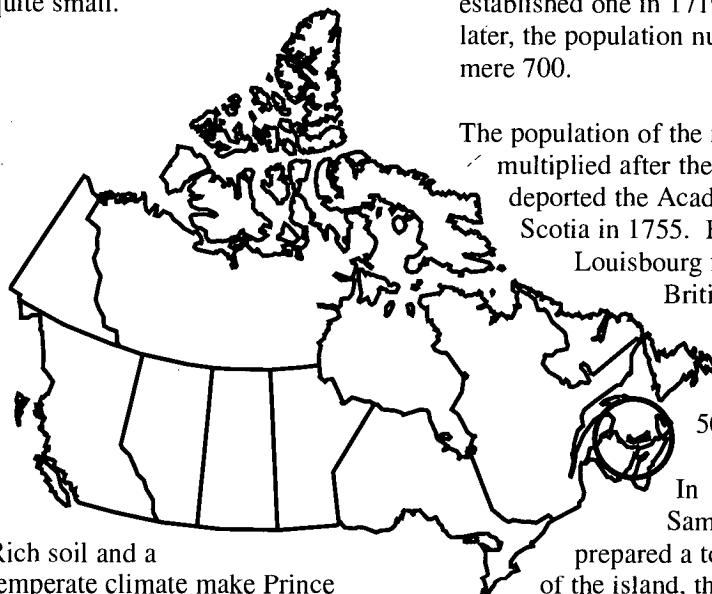 quite small.
Rich soil and a
temperate climate make Prince
established one in 1719
later, the population nu
mere 700.
The population of the
multiplied after the
deported the Acad
Scotia in 1755.
Louisbourg
Briti
50
In
Sam
prepared a to
of the island, th